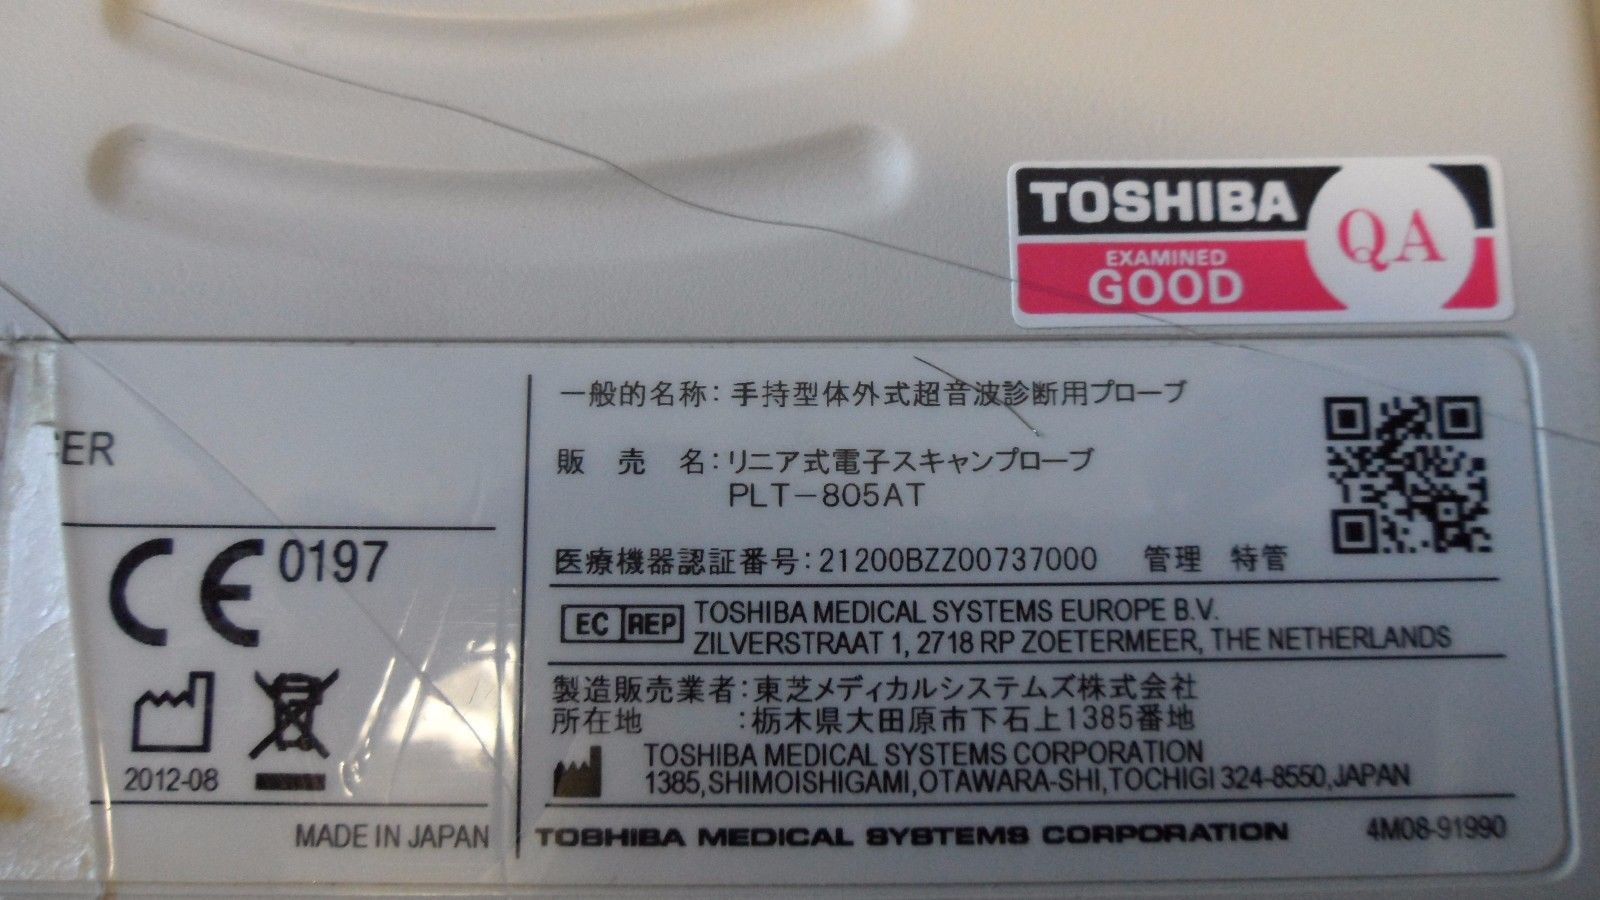 TOSHIBA
EXAMINED
GOOD
QA
ER
CE 0197
2012-08
MADE IN JAPAN
一般的名称：手持型体外式超音波診断用プローブ
販　売　名：リニア式電子スキャンプローブ
PLT-805AT
医療機器認証番号：21200BZZ00737000　管理　特管
EC REP TOSHIBA MEDICAL SYSTEMS EUROPE B.V.
ZILVERSTRAAT 1, 2718 RP ZOETERMEER, THE NETHERLANDS
製造販売業者：東芝メディカルシステムズ株式会社
所在地　　　：栃木県大田原市下石上1385番地
TOSHIBA MEDICAL SYSTEMS CORPORATION
1385,SHIMOISHIGAMI,OTAWARA-SHI,TOCHIGI 324-8550,JAPAN
TOSHIBA MEDICAL SYSTEMS CORPORATION 4M08-91990